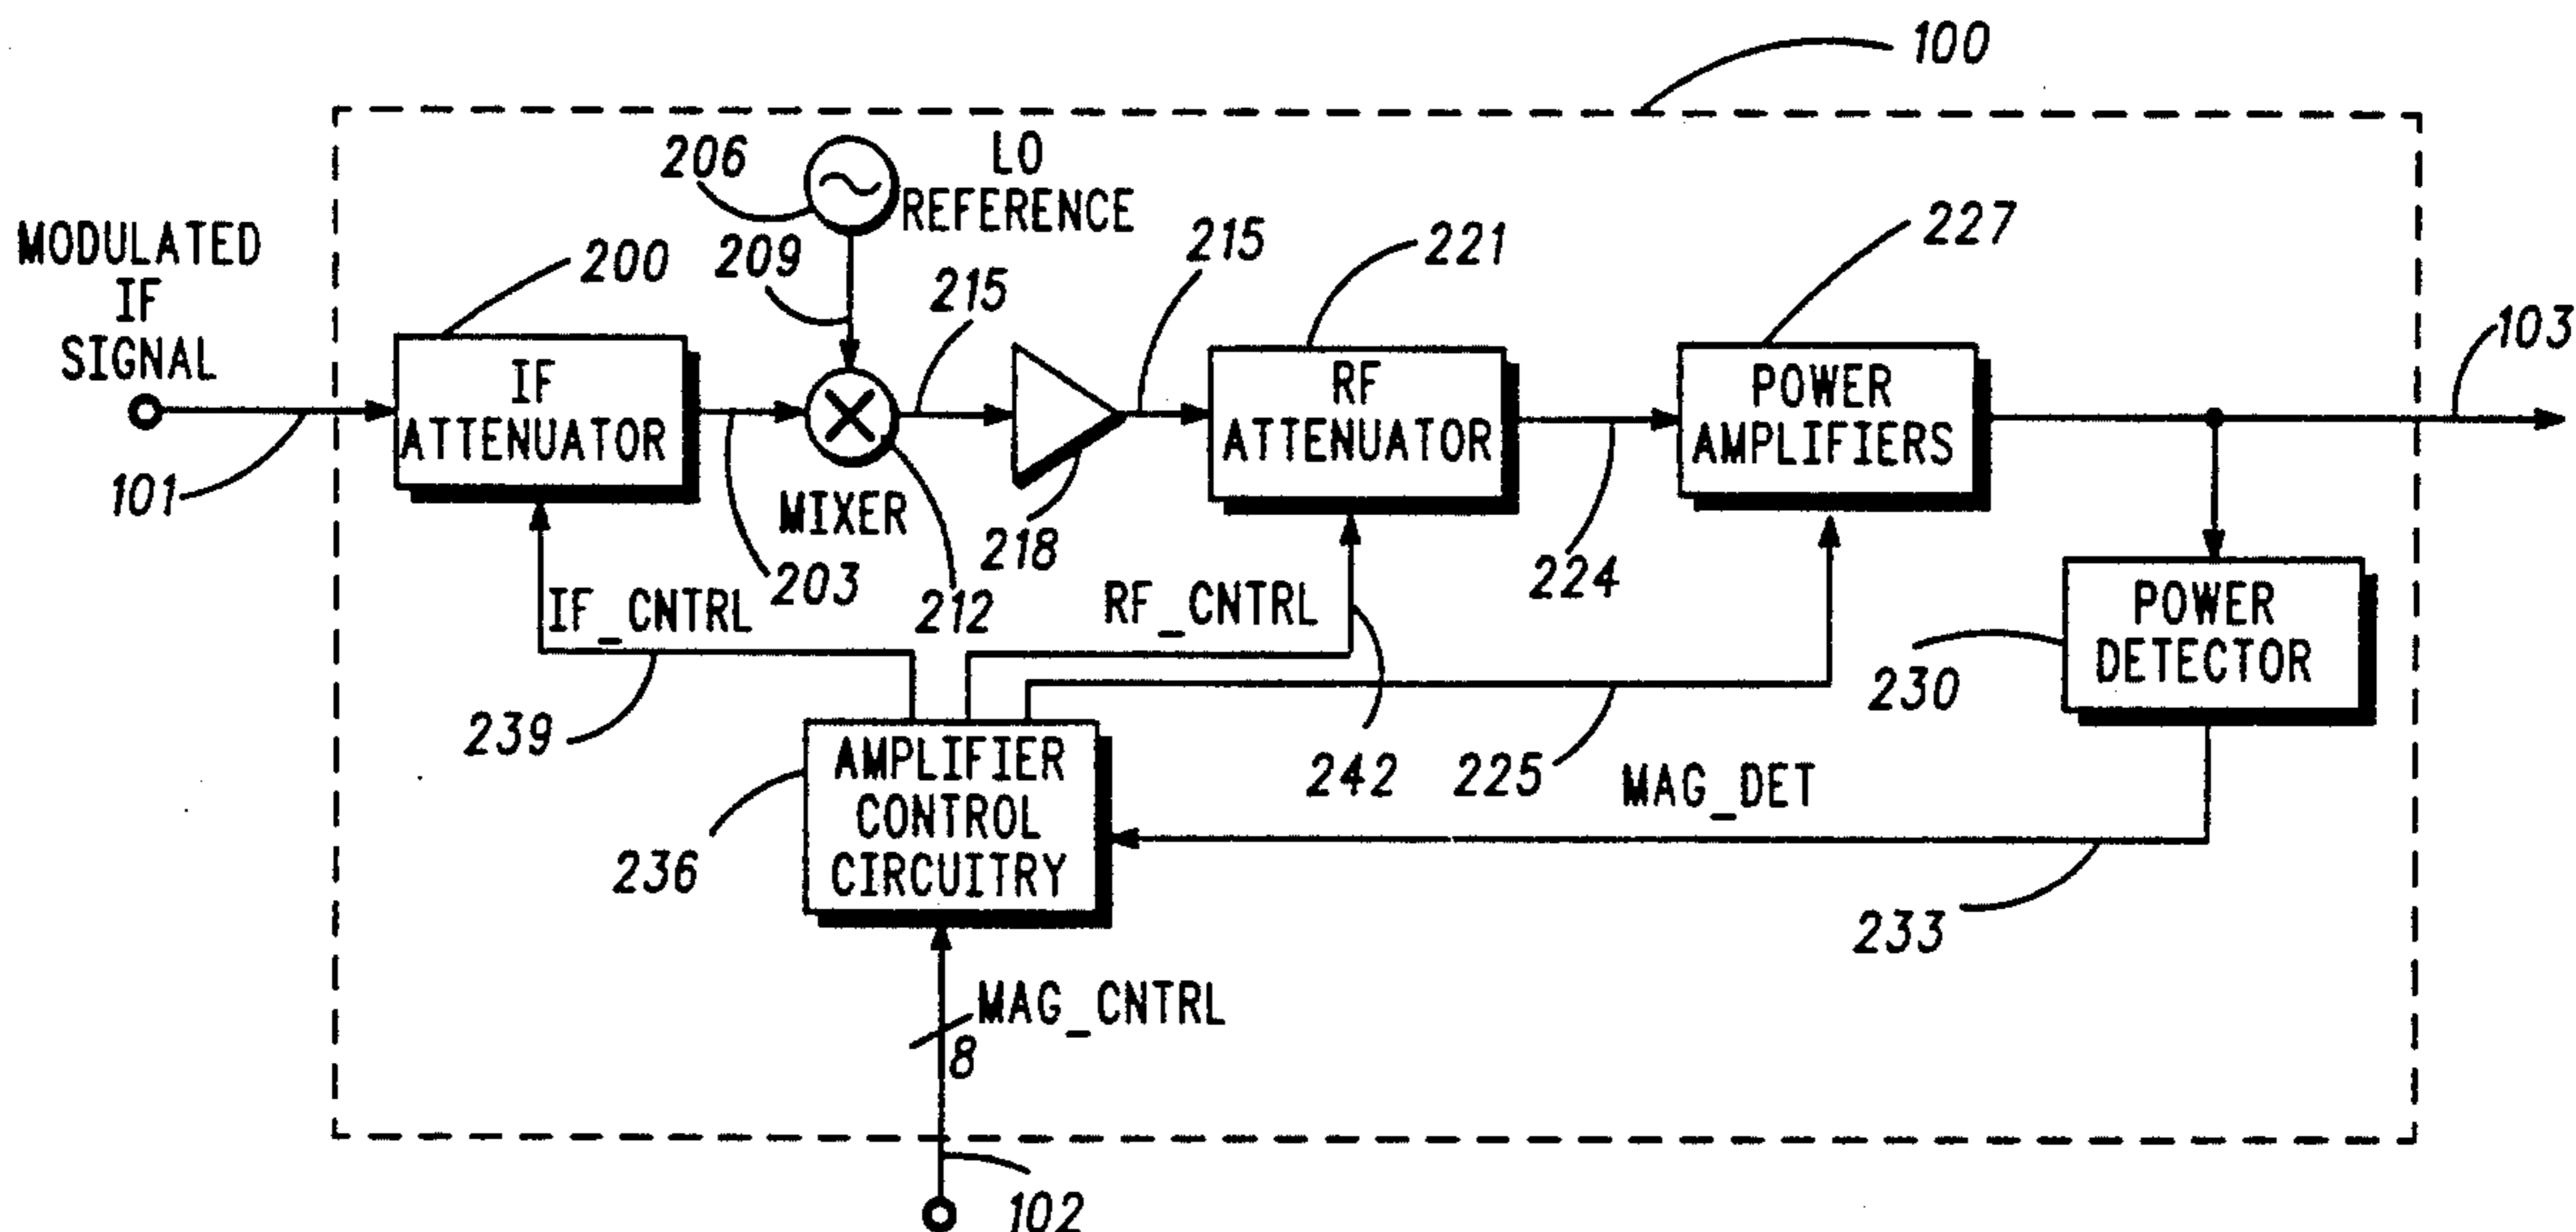 100
206
LO
REFERENCE
MODULATED
IF
SIGNAL
200
209
215
215
221
227
103
IF
ATTENUATOR
RF
ATTENUATOR
POWER
AMPLIFIERS
101
MIXER
203
212
218
224
IF_CNTRL
RF_CNTRL
POWER
DETECTOR
230
239
242
225
MAG_DET
AMPLIFIER
CONTROL
CIRCUITRY
236
233
MAG_CNTRL
8
102